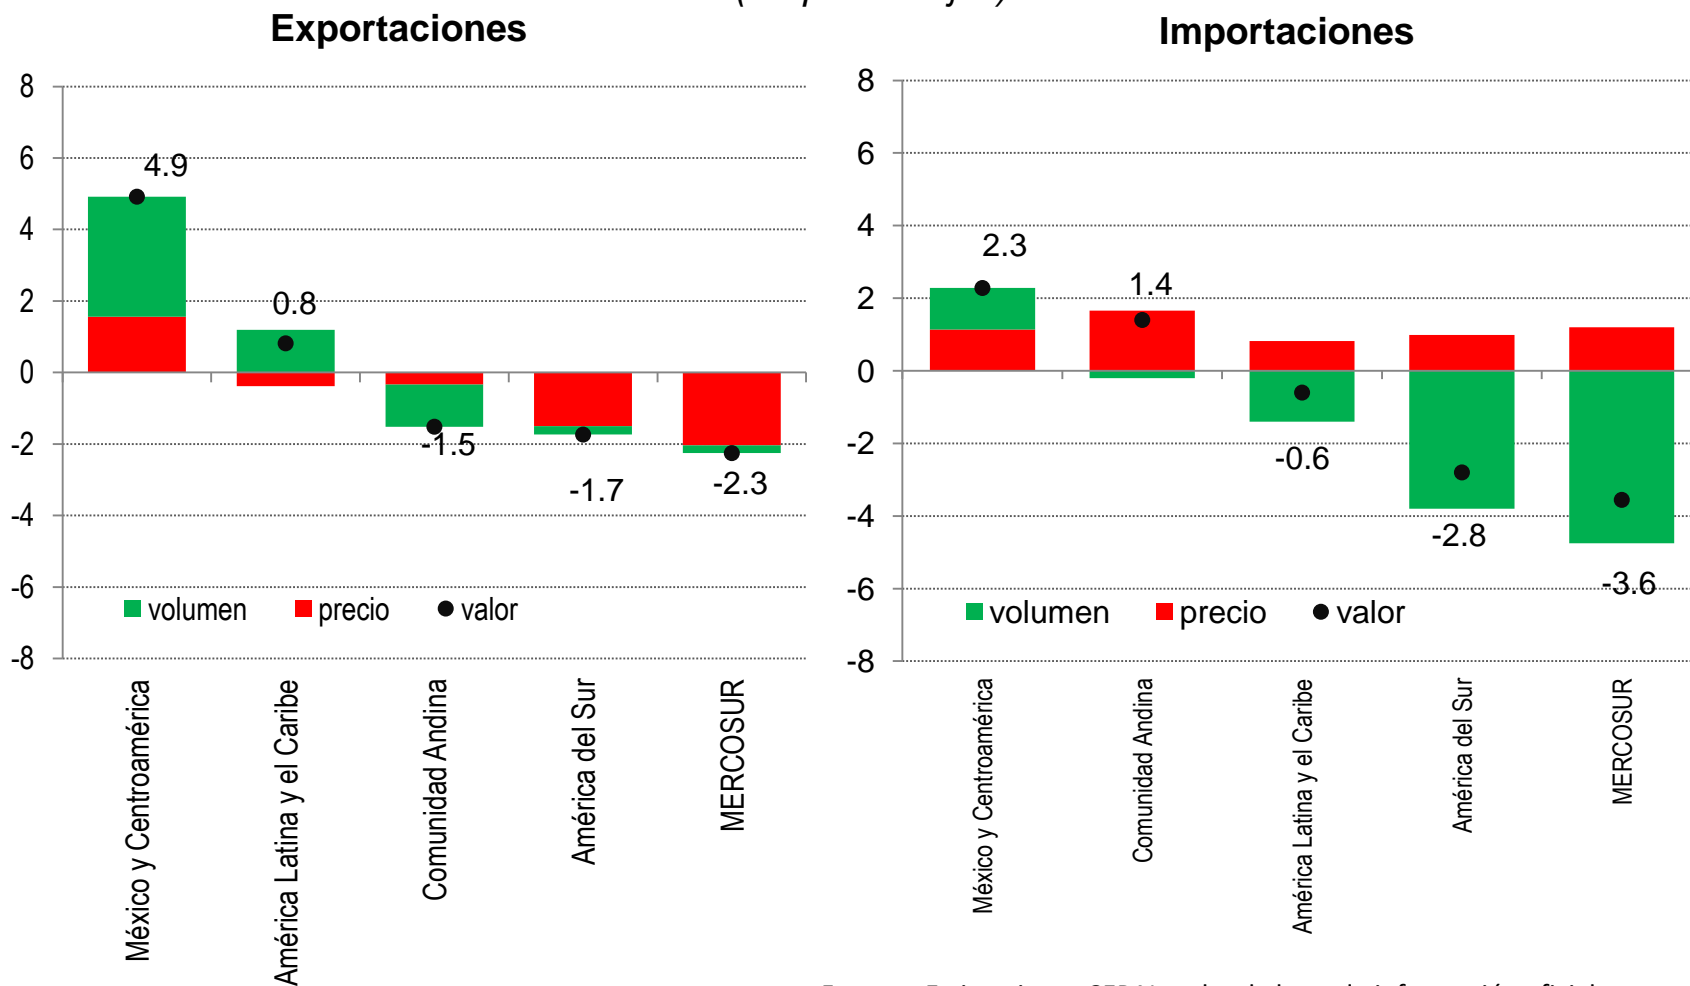 Exportaciones
8
6
4
2
0
-2
-4
-6
-8
4.9
0.8
-1.5
-1.7
-2.3
volumen precio valor
México y Centroamérica
América Latina y el Caribe
Comunidad Andina
América del Sur
MERCOSUR
Importaciones
8
6
4
2
0
-2
-4
-6
-8
2.3
1.4
-0.6
-2.8
-3.6
volumen precio valor
México y Centroamérica
Comunidad Andina
América Latina y el Caribe
América del Sur
MERCOSUR